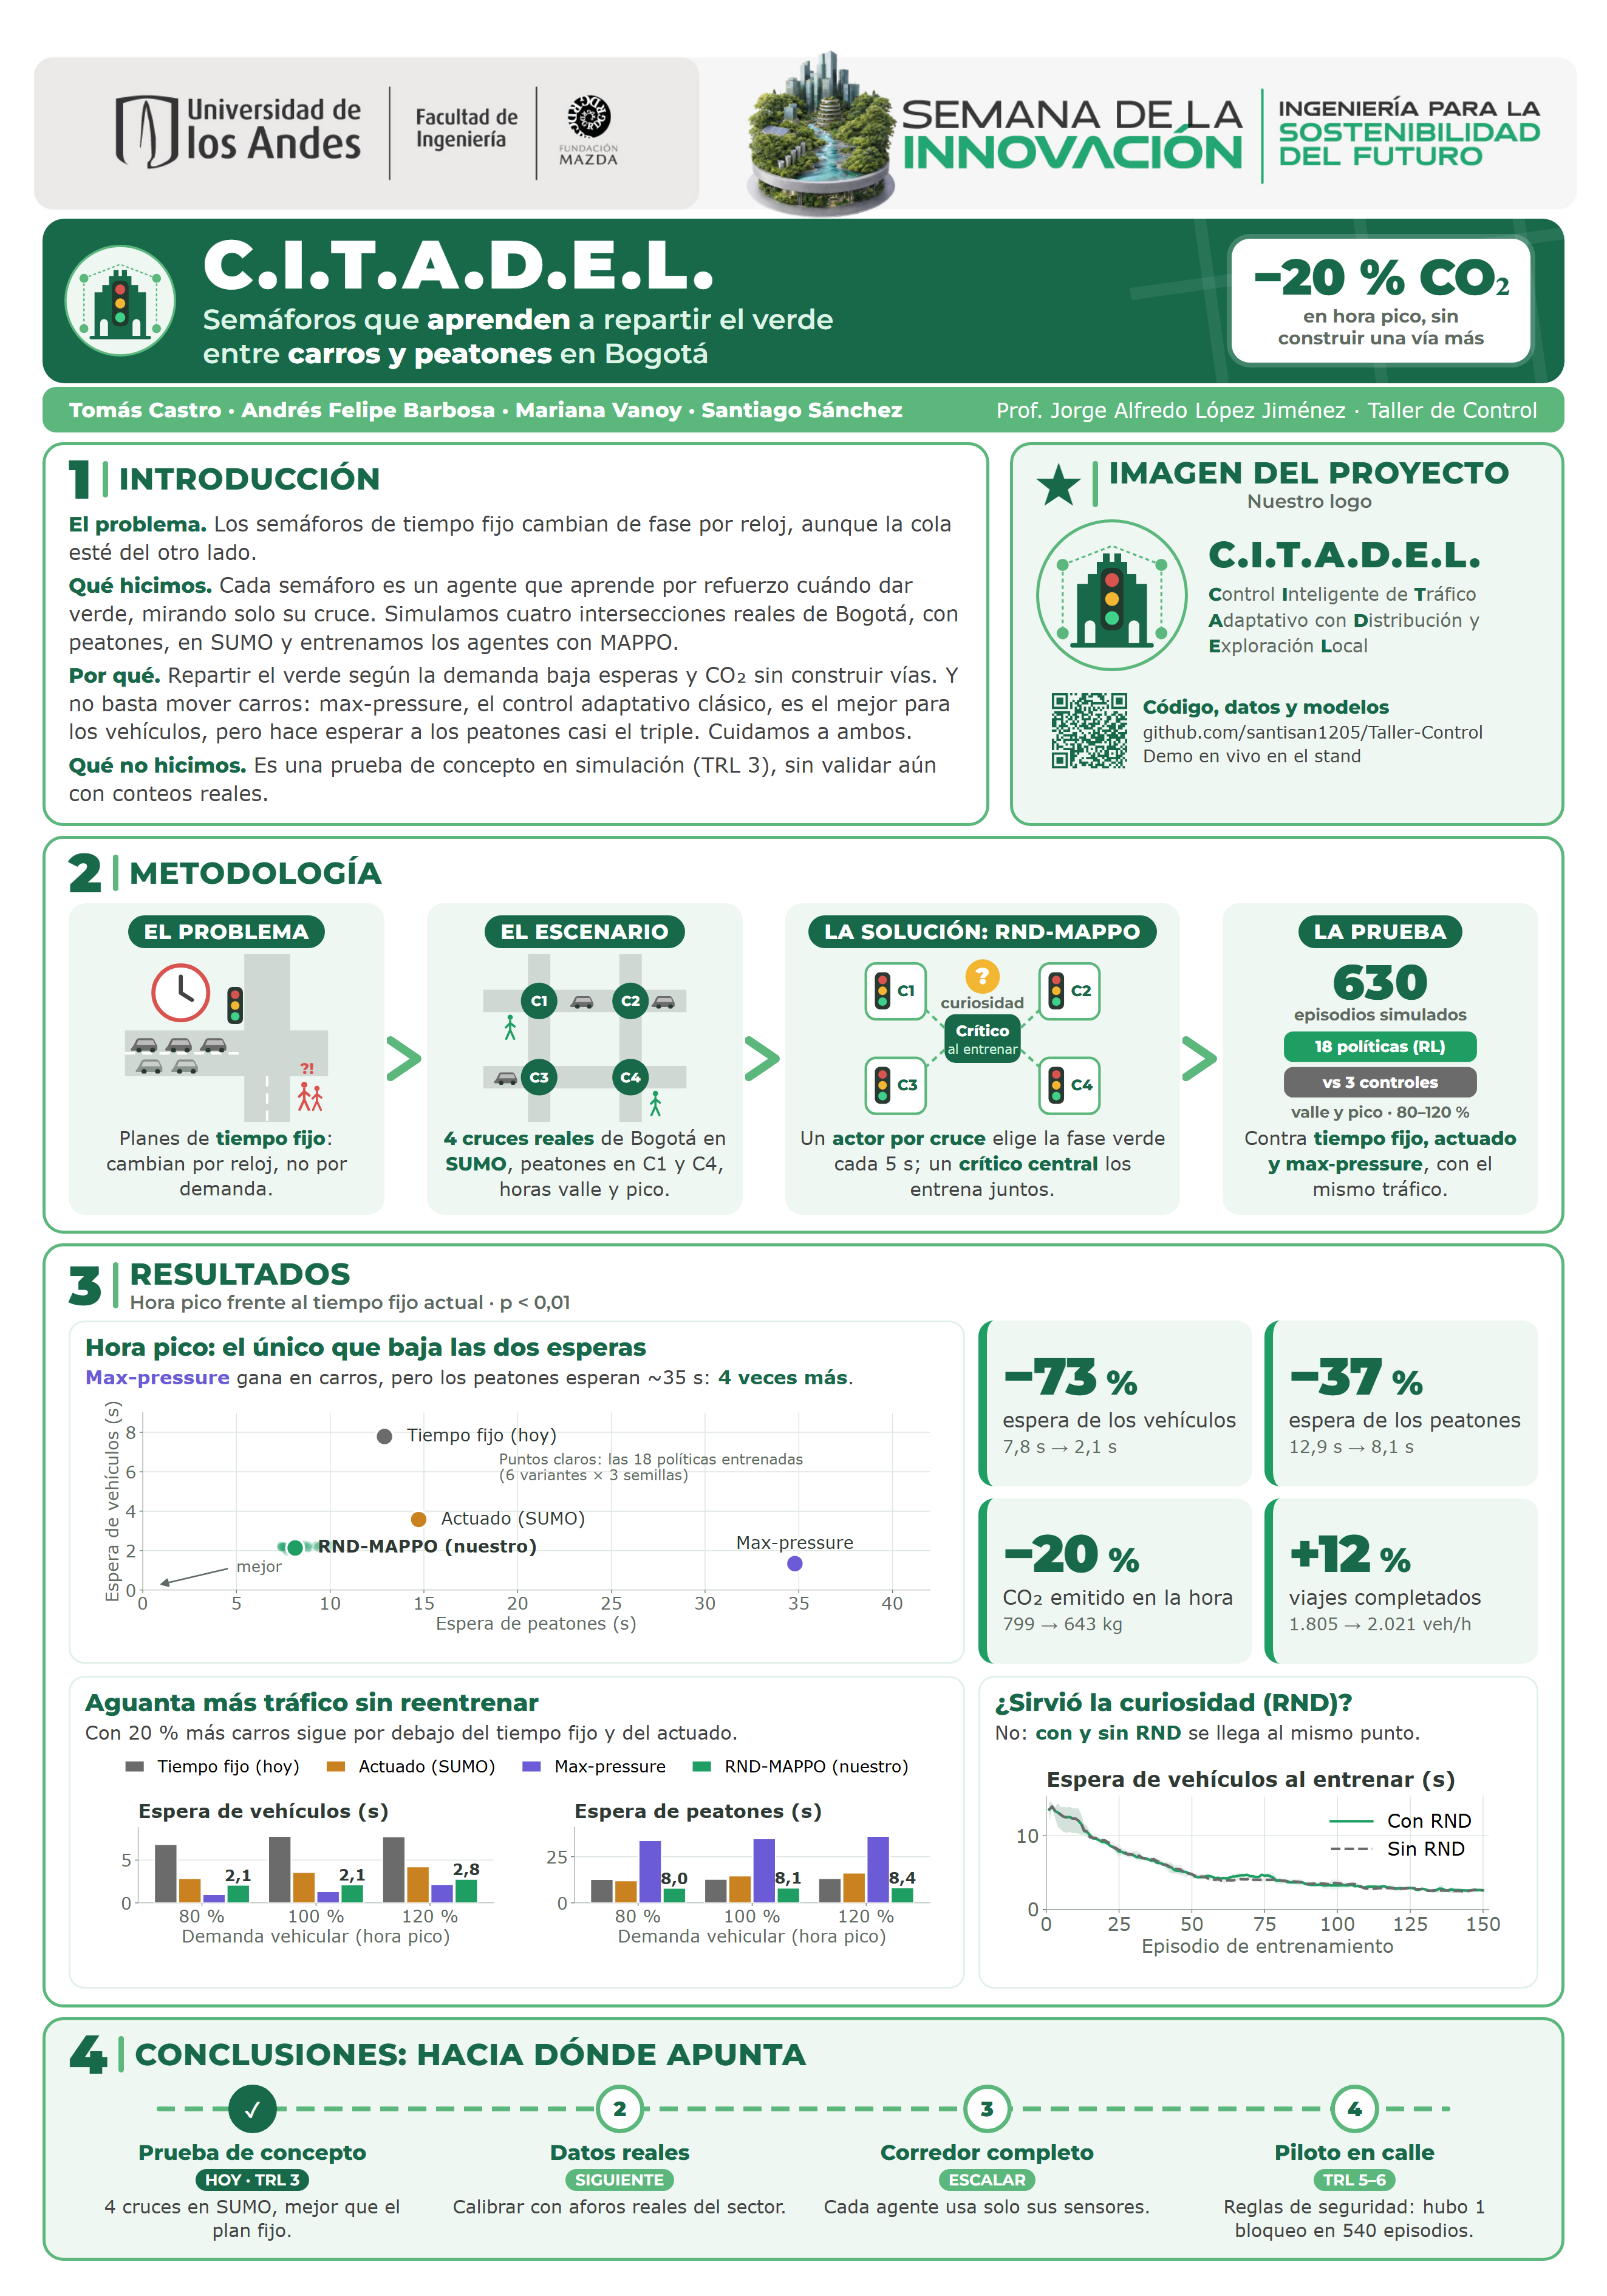 Universidad de
los Andes
Facultad de
Ingeniería
FUNDACIÓN
MAZDA
SEMANA DE LA
INNOVACIÓN
INGENIERÍA PARA LA
SOSTENIBILIDAD
DEL FUTURO
C.I.T.A.D.E.L.
Semáforos que aprenden a repartir el verde
entre carros y peatones en Bogotá
−20 % CO₂
en hora pico, sin
construir una vía más
Tomás Castro · Andrés Felipe Barbosa · Mariana Vanoy · Santiago Sánchez
Prof. Jorge Alfredo López Jiménez · Taller de Control
1 INTRODUCCIÓN
El problema. Los semáforos de tiempo fijo cambian de fase por reloj, aunque la cola
esté del otro lado.
Qué hicimos. Cada semáforo es un agente que aprende por refuerzo cuándo dar
verde, mirando solo su cruce. Simulamos cuatro intersecciones reales de Bogotá, con
peatones, en SUMO y entrenamos los agentes con MAPPO.
Por qué. Repartir el verde según la demanda baja esperas y CO₂ sin construir vías. Y
no basta mover carros: max-pressure, el control adaptativo clásico, es el mejor para
los vehículos, pero hace esperar a los peatones casi el triple. Cuidamos a ambos.
Qué no hicimos. Es una prueba de concepto en simulación (TRL 3), sin validar aún
con conteos reales.
IMAGEN DEL PROYECTO
Nuestro logo
C.I.T.A.D.E.L.
Control Inteligente de Tráfico
Adaptativo con Distribución y
Exploración Local
Código, datos y modelos
github.com/santisan1205/Taller-Control
Demo en vivo en el stand
2 METODOLOGÍA
EL PROBLEMA
?!
Planes de tiempo fijo:
cambian por reloj, no por
demanda.
EL ESCENARIO
C1
C2
C3
C4
4 cruces reales de Bogotá en
SUMO, peatones en C1 y C4,
horas valle y pico.
LA SOLUCIÓN: RND-MAPPO
C1
?
curiosidad
C2
Crítico
al entrenar
C3
C4
Un actor por cruce elige la fase verde
cada 5 s; un crítico central los
entrena juntos.
LA PRUEBA
630
episodios simulados
18 políticas (RL)
vs 3 controles
valle y pico · 80–120 %
Contra tiempo fijo, actuado
y max-pressure, con el
mismo tráfico.
3 RESULTADOS
Hora pico frente al tiempo fijo actual · p < 0,01
Hora pico: el único que baja las dos esperas
Max-pressure gana en carros, pero los peatones esperan ~35 s: 4 veces más.
Espera de vehículos (s)
8
6
4
2
0
Tiempo fijo (hoy)
Puntos claros: las 18 políticas entrenadas
(6 variantes × 3 semillas)
Actuado (SUMO)
RND-MAPPO (nuestro)
Max-pressure
mejor
0 5 10 15 20 25 30 35 40
Espera de peatones (s)
−73 %
espera de los vehículos
7,8 s → 2,1 s
−37 %
espera de los peatones
12,9 s → 8,1 s
−20 %
CO₂ emitido en la hora
799 → 643 kg
+12 %
viajes completados
1.805 → 2.021 veh/h
Aguanta más tráfico sin reentrenar
Con 20 % más carros sigue por debajo del tiempo fijo y del actuado.
Tiempo fijo (hoy) Actuado (SUMO) Max-pressure RND-MAPPO (nuestro)
Espera de vehículos (s)
5
0
2,1 2,1 2,8
80 % 100 % 120 %
Demanda vehicular (hora pico)
Espera de peatones (s)
25
0
8,0 8,1 8,4
80 % 100 % 120 %
Demanda vehicular (hora pico)
¿Sirvió la curiosidad (RND)?
No: con y sin RND se llega al mismo punto.
Espera de vehículos al entrenar (s)
10
0
Con RND
Sin RND
0 25 50 75 100 125 150
Episodio de entrenamiento
4 CONCLUSIONES: HACIA DÓNDE APUNTA
✓
Prueba de concepto
HOY · TRL 3
4 cruces en SUMO, mejor que el
plan fijo.
2
Datos reales
SIGUIENTE
Calibrar con aforos reales del sector.
3
Corredor completo
ESCALAR
Cada agente usa solo sus sensores.
4
Piloto en calle
TRL 5–6
Reglas de seguridad: hubo 1
bloqueo en 540 episodios.